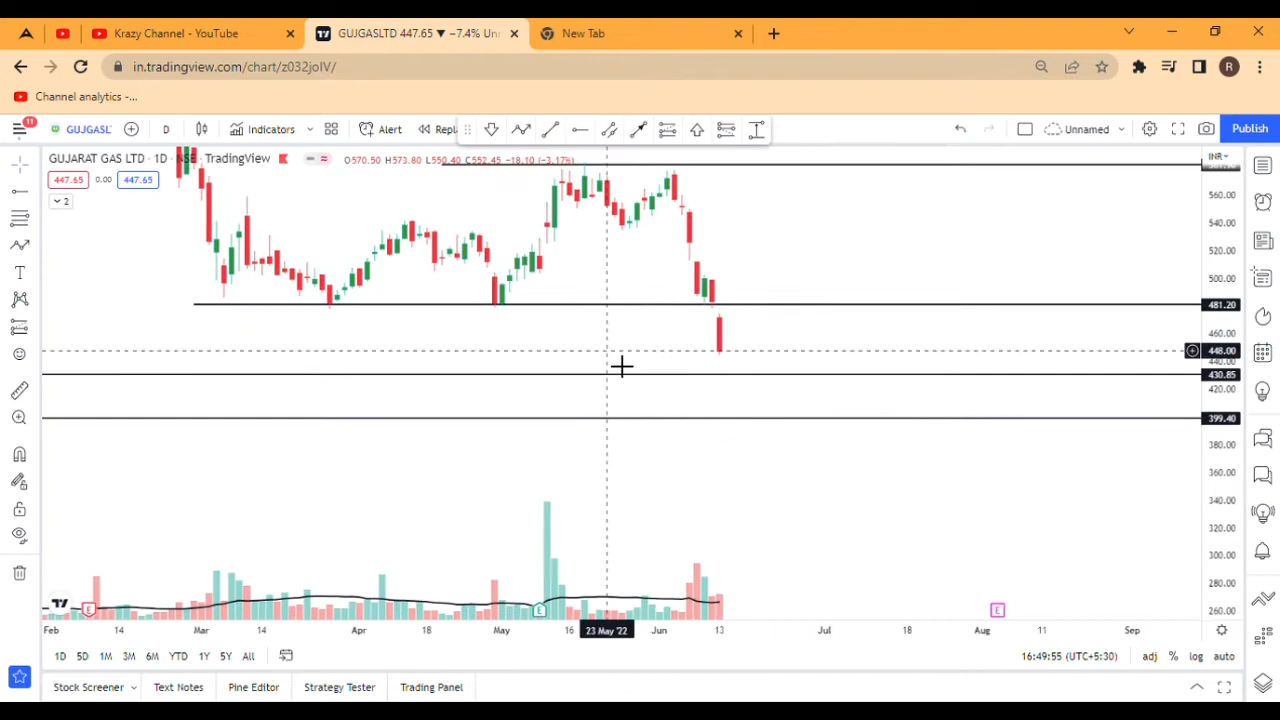 Krazy Channel - YouTube
GUJGASLTD 447.65 ▼ −7.4% Unr
New Tab
in.tradingview.com/chart/z032joIV/
R
Channel analytics -...
11
GUJGASL
D
Indicators
Alert
Repl
Unnamed
Publish
GUJARAT GAS LTD · 1D · NSE · TradingView
O570.50 H573.80 L550.40 C552.45 −18.10 (−3.17%)
INR
447.65 0.00 447.65
2
560.00
540.00
520.00
500.00
481.20
460.00
448.00
440.00
430.85
420.00
399.40
380.00
360.00
340.00
320.00
300.00
280.00
260.00
E
E
E
Feb 14 Mar 14 Apr 18 May 16 23 May '22 Jun 13 Jul 18 Aug 11 Sep
1D 5D 1M 3M 6M YTD 1Y 5Y All
16:49:55 (UTC+5:30) adj % log auto
Stock Screener Text Notes Pine Editor Strategy Tester Trading Panel